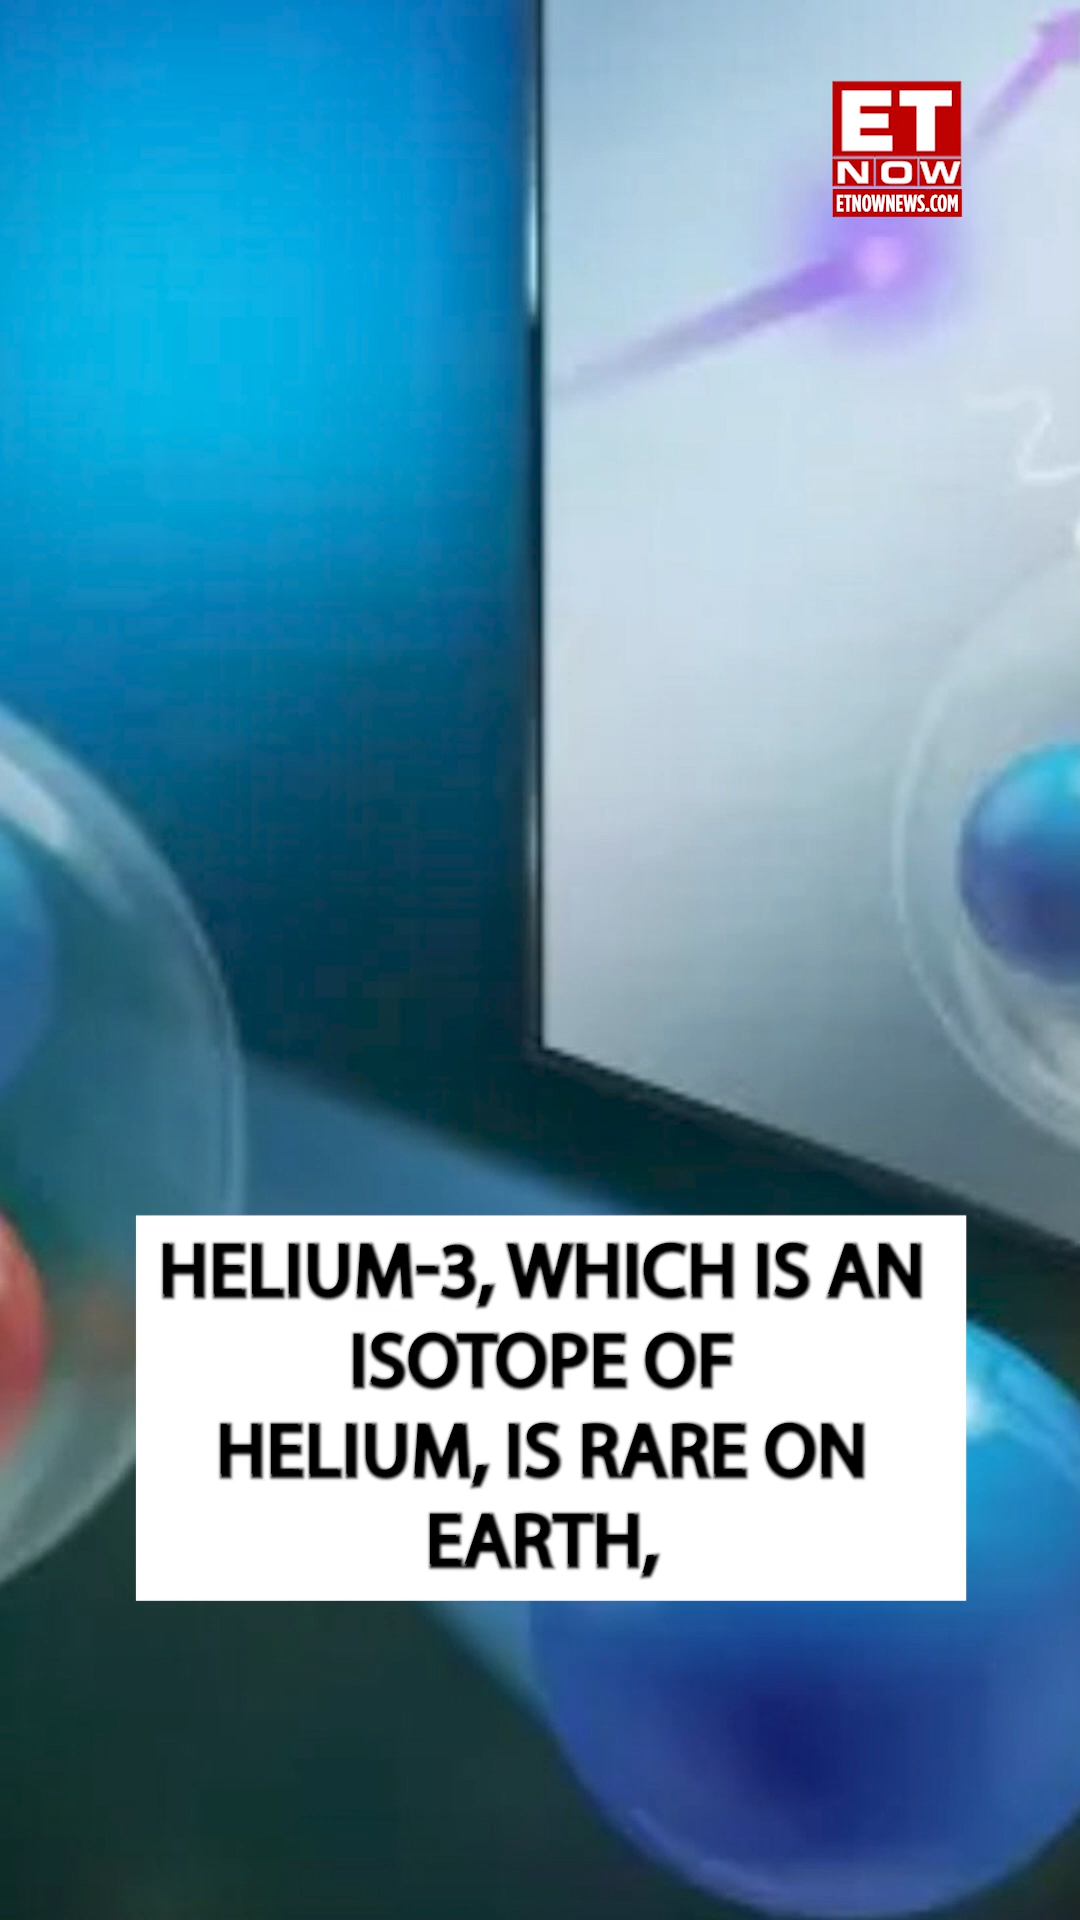 ET
NOW
ETNOWNEWS.COM
HELIUM-3, WHICH IS AN
ISOTOPE OF
HELIUM, IS RARE ON
EARTH,